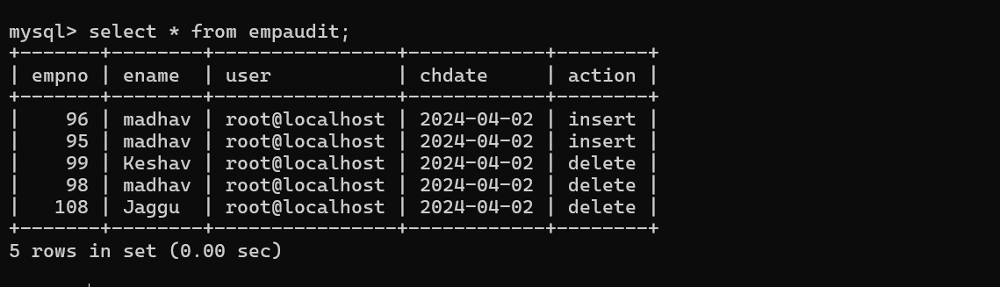 mysql> select * from empaudit;
+-------+--------+----------------+------------+--------+
| empno | ename  | user           | chdate     | action |
+-------+--------+----------------+------------+--------+
|    96 | madhav | root@localhost | 2024-04-02 | insert |
|    95 | madhav | root@localhost | 2024-04-02 | insert |
|    99 | Keshav | root@localhost | 2024-04-02 | delete |
|    98 | madhav | root@localhost | 2024-04-02 | delete |
|   108 | Jaggu  | root@localhost | 2024-04-02 | delete |
+-------+--------+----------------+------------+--------+
5 rows in set (0.00 sec)